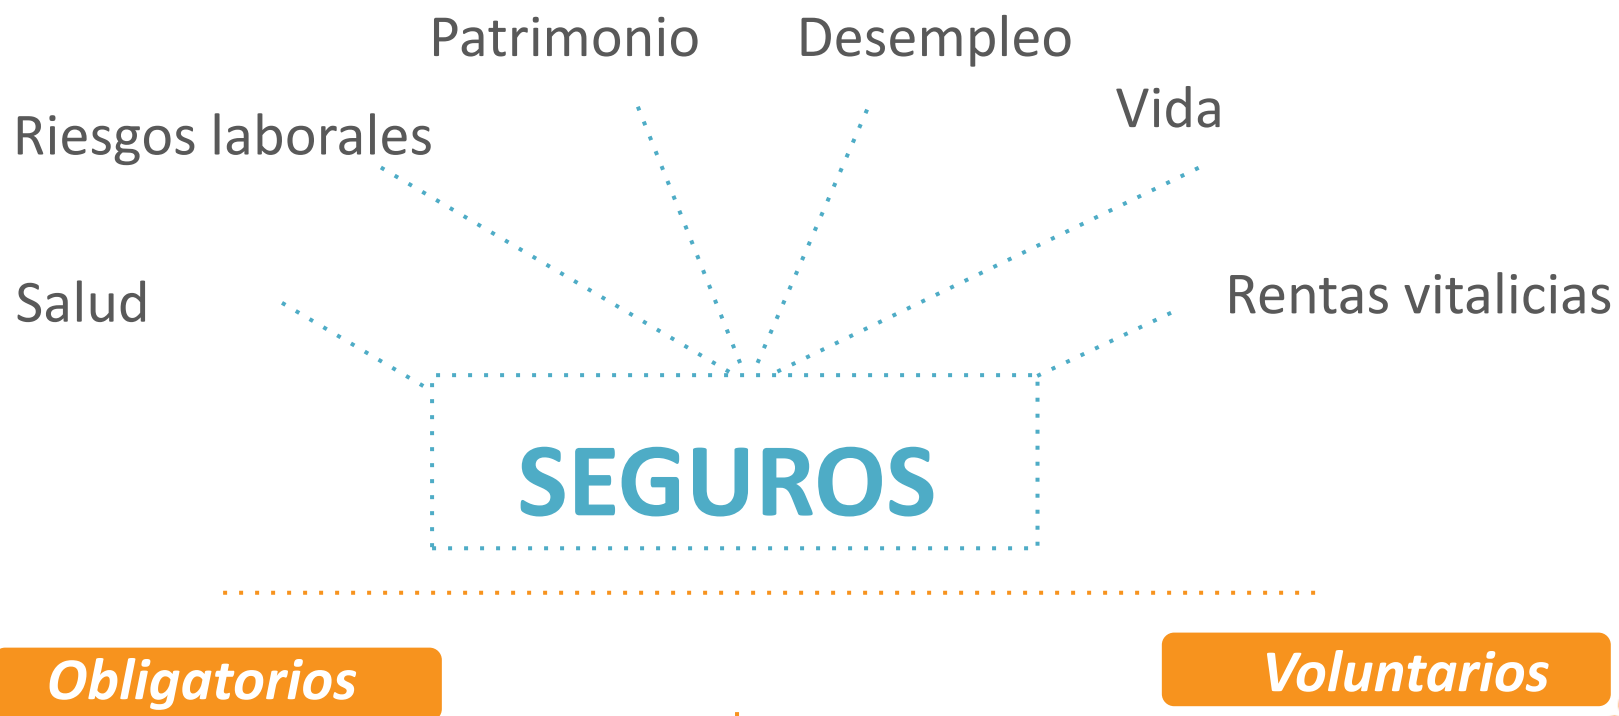 Patrimonio
Desempleo
Vida
Riesgos laborales
Salud
Rentas vitalicias
SEGUROS
Obligatorios
Voluntarios